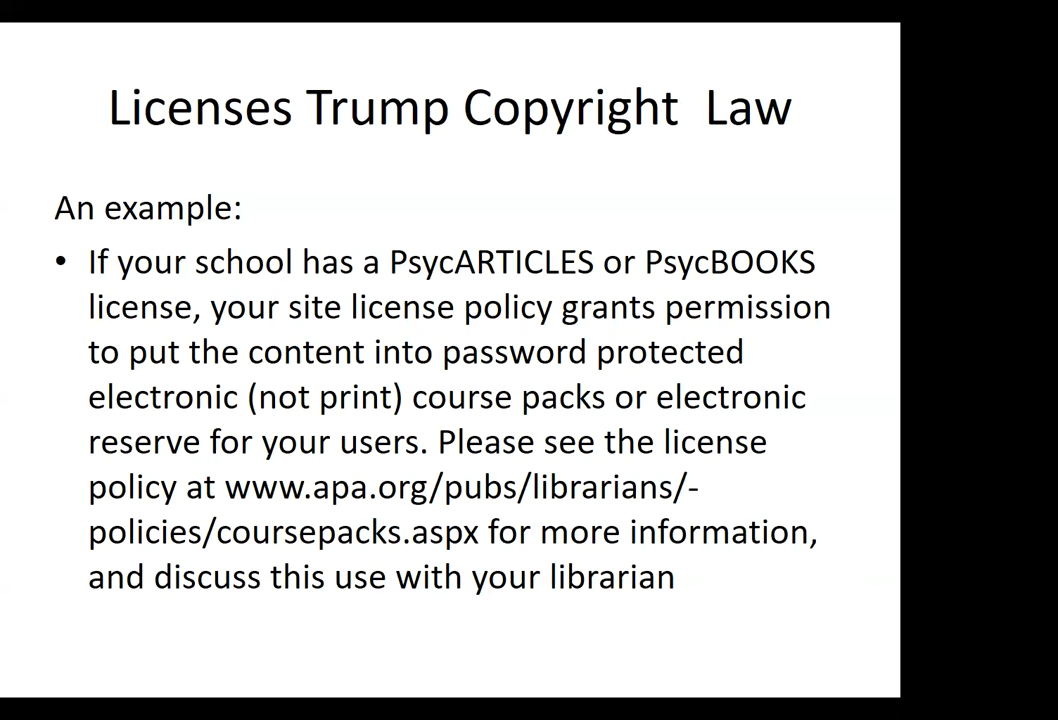 Licenses Trump Copyright  Law
An example:
• If your school has a PsycARTICLES or PsycBOOKS
license, your site license policy grants permission
to put the content into password protected
electronic (not print) course packs or electronic
reserve for your users. Please see the license
policy at www.apa.org/pubs/librarians/-
policies/coursepacks.aspx for more information,
and discuss this use with your librarian